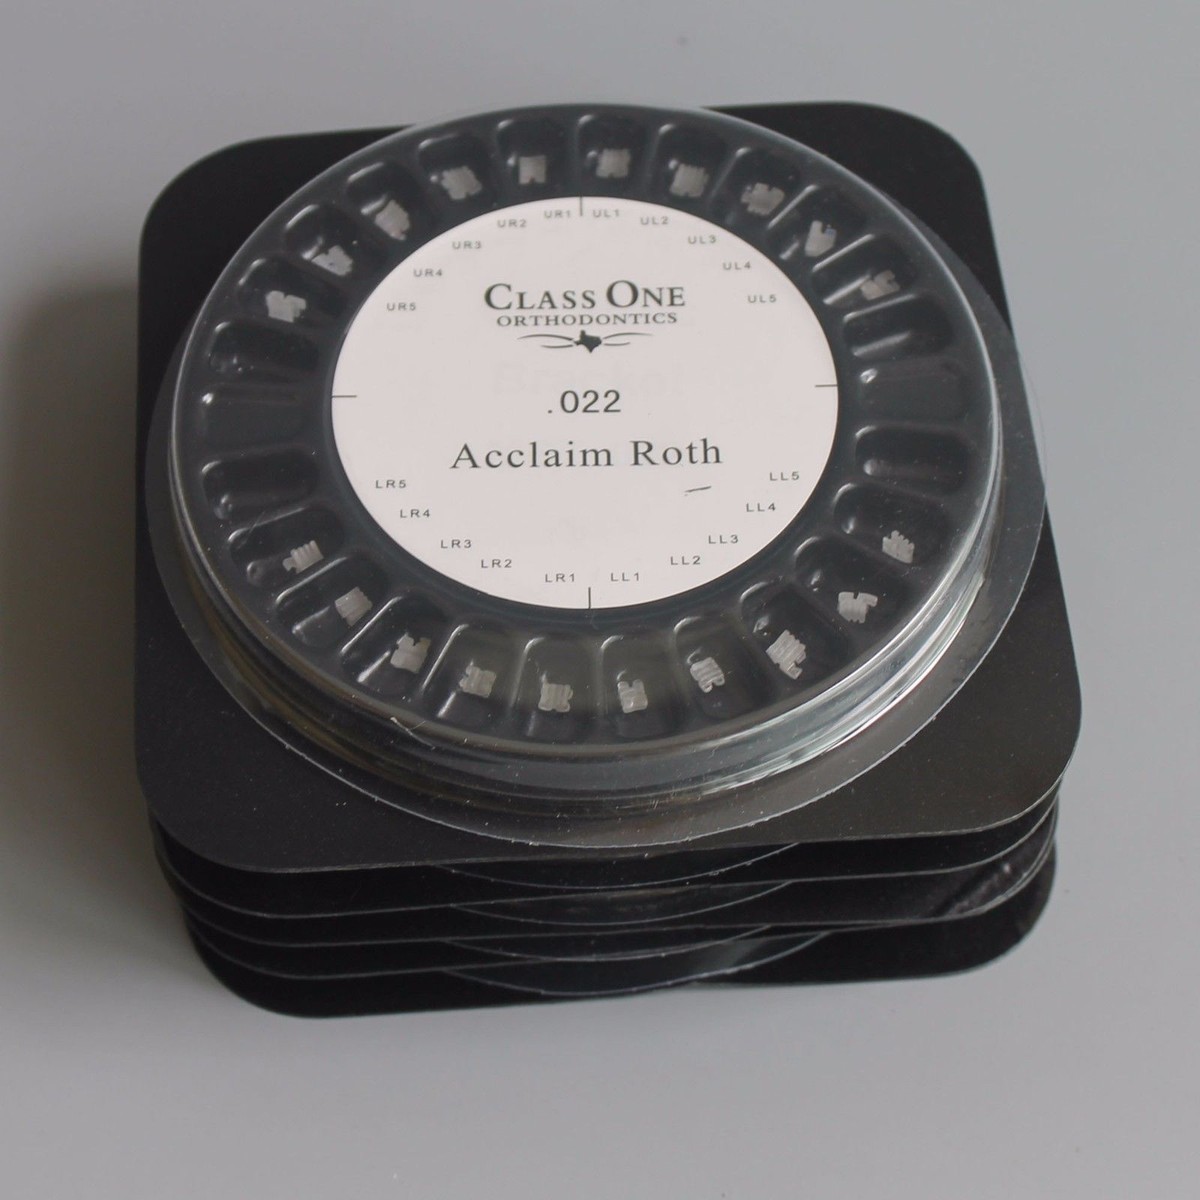 UR1 UL1
UR2 UL2
UR3 UL3
UR4 UL4
UR5 UL5
CLASS ONE
ORTHODONTICS
.022
Acclaim Roth
LR5 LL5
LR4 LL4
LR3 LL3
LR2 LL2
LR1 LL1